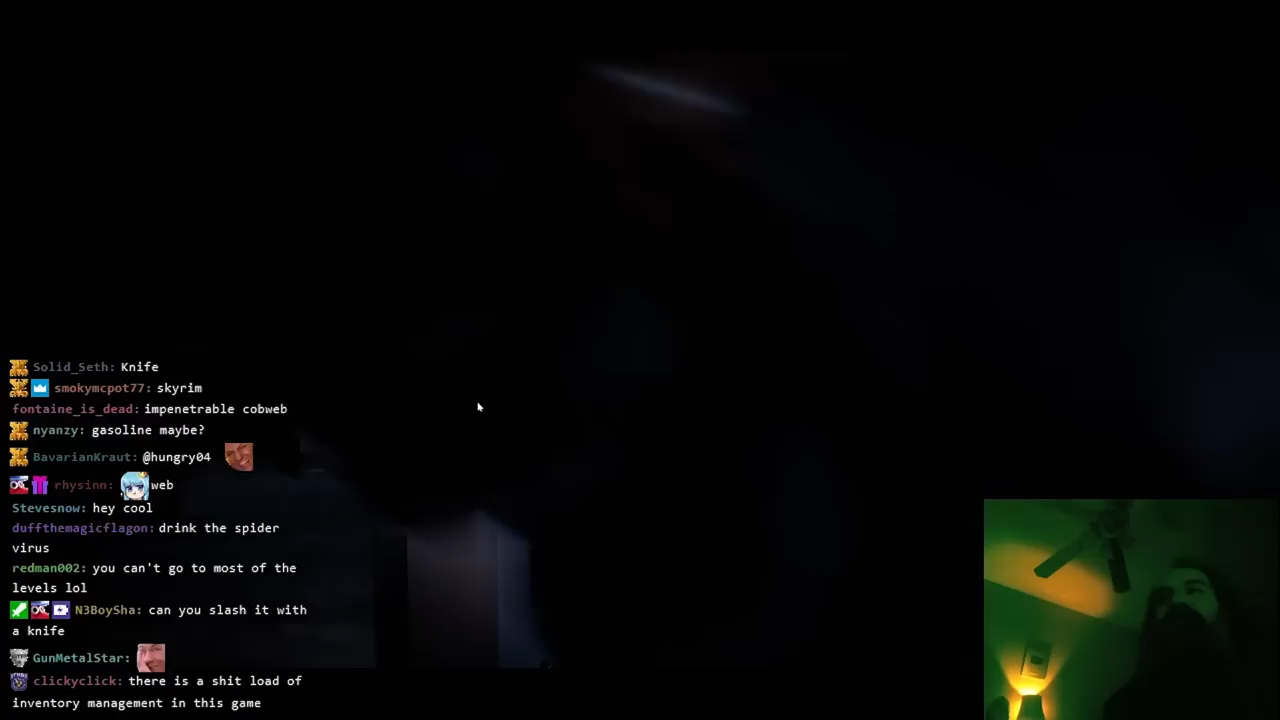 Solid_Seth: Knife
smokymcpot77: skyrim
fontaine_is_dead: impenetrable cobweb
nyanzy: gasoline maybe?
BavarianKraut: @hungry04
rhysinn: web
Stevesnow: hey cool
duffthemagicflagon: drink the spider
virus
redman002: you can't go to most of the
levels lol
N3BoySha: can you slash it with
a knife
GunMetalStar:
clickyclick: there is a shit load of
inventory management in this game